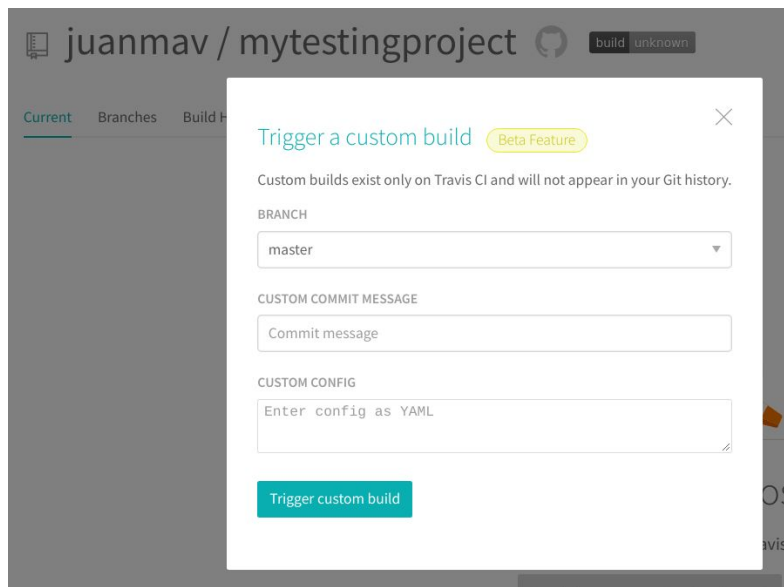 juanmav / mytestingproject build unknown
Current Branches Build H
Trigger a custom build Beta Feature
Custom builds exist only on Travis CI and will not appear in your Git history.
BRANCH
master
CUSTOM COMMIT MESSAGE
Commit message
CUSTOM CONFIG
Enter config as YAML
Trigger custom build